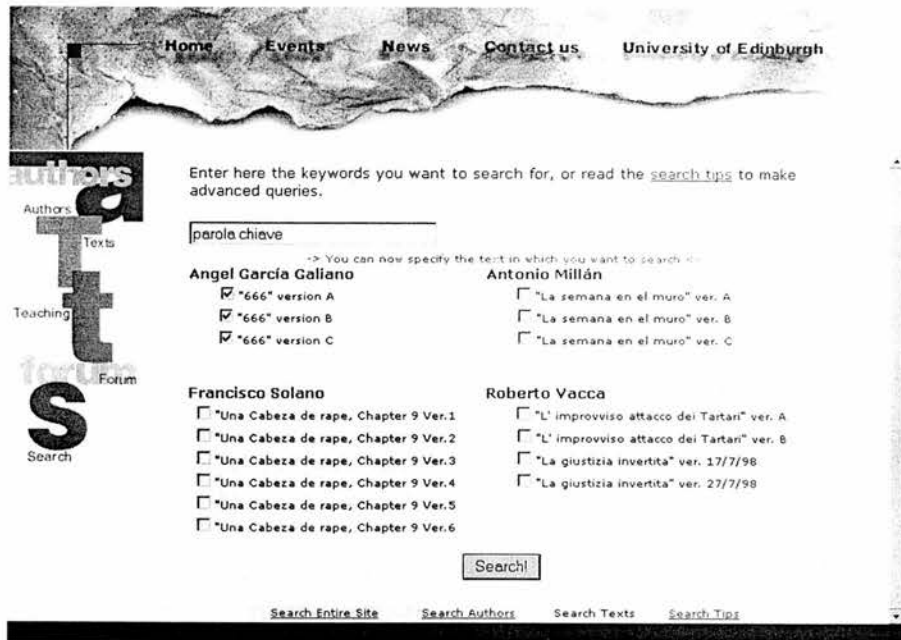 Home Events News Contact us University of Edinburgh
authors
a
Authors
T
Texts
Teaching
t
forum
Forum
S
Search
Enter here the keywords you want to search for, or read the search tips to make
advanced queries.
parola chiave
-> You can now specify the text in which you want to search <-
Angel García Galiano
"666" version A
"666" version B
"666" version C
Antonio Millán
"La semana en el muro" ver. A
"La semana en el muro" ver. B
"La semana en el muro" ver. C
Francisco Solano
"Una Cabeza de rape, Chapter 9 Ver.1
"Una Cabeza de rape, Chapter 9 Ver.2
"Una Cabeza de rape, Chapter 9 Ver.3
"Una Cabeza de rape, Chapter 9 Ver.4
"Una Cabeza de rape, Chapter 9 Ver.5
"Una Cabeza de rape, Chapter 9 Ver.6
Roberto Vacca
"L' improvviso attacco dei Tartari" ver. A
"L' improvviso attacco dei Tartari" ver. B
"La giustizia invertita" ver. 17/7/98
"La giustizia invertita" ver. 27/7/98
Search!
Search Entire Site Search Authors Search Texts Search Tips